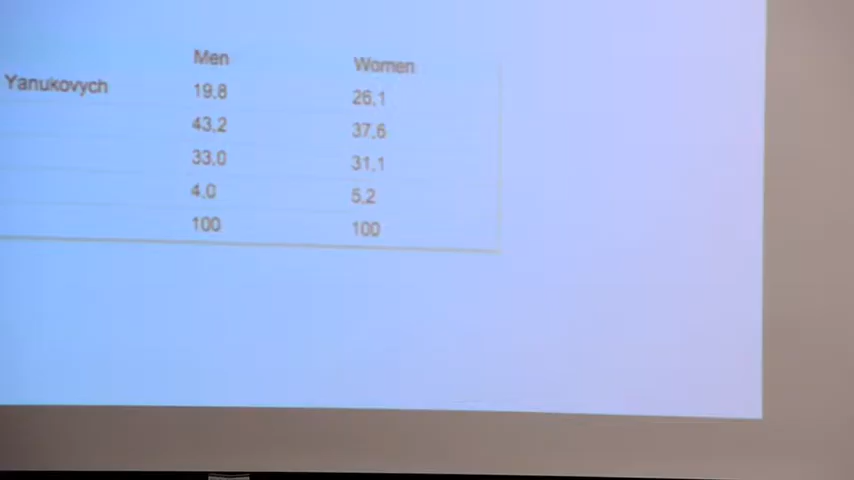 Men Women
Yanukovych 19,8 26,1
43,2 37,6
33,0 31,1
4,0 5,2
100 100